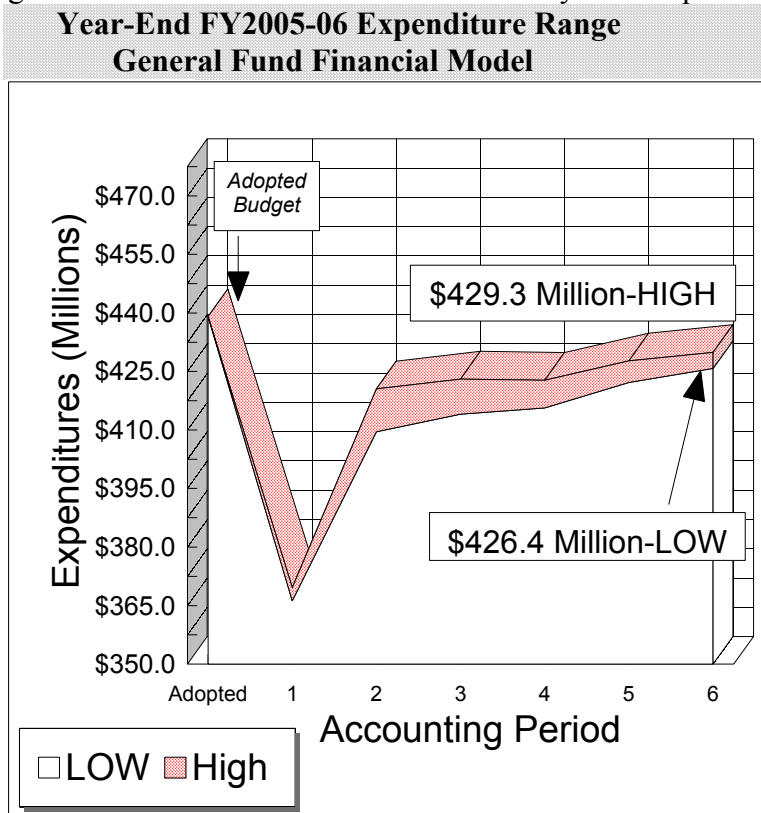 Year-End FY2005-06 Expenditure Range
General Fund Financial Model
Adopted
Budget
$470.0
$455.0
$440.0
$425.0
$410.0
$395.0
$380.0
$365.0
$350.0
Expenditures (Millions)
$429.3 Million-HIGH
$426.4 Million-LOW
Adopted 1 2 3 4 5 6
Accounting Period
LOW High